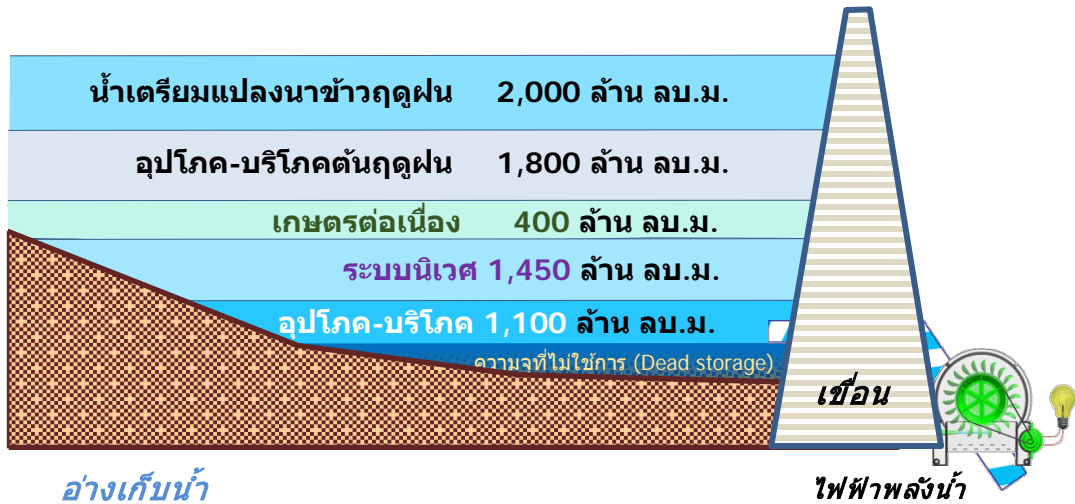 น้ำเตรียมแปลงนาข้าวฤดูฝน 2,000 ล้าน ลบ.ม.
อุปโภค-บริโภคต้นฤดูฝน 1,800 ล้าน ลบ.ม.
เกษตรต่อเนื่อง 400 ล้าน ลบ.ม.
ระบบนิเวศ 1,450 ล้าน ลบ.ม.
อุปโภค-บริโภค 1,100 ล้าน ลบ.ม.
ความจุที่ไม่ใช้การ (Dead storage)
เขื่อน
อ่างเก็บน้ำ ไฟฟ้าพลังน้ำ